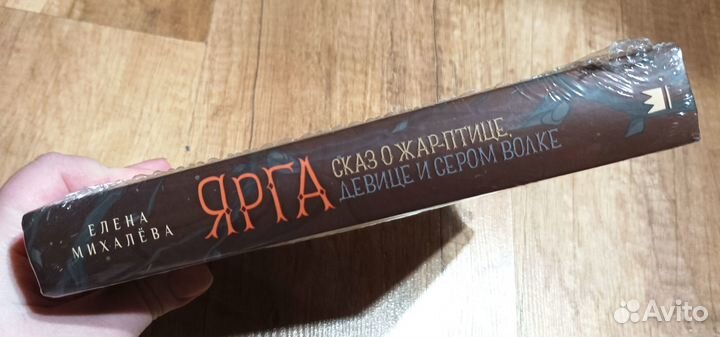 ЕЛЕНА
МИХАЛЁВА
ЯРГА
СКАЗ О ЖАР-ПТИЦЕ,
ДЕВИЦЕ И СЕРОМ ВОЛКЕ
Avito